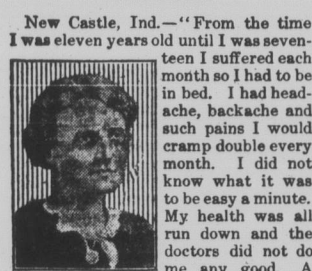 New Castle, Ind.—“From the time
I was eleven years old until I was seven-
teen I suffered each
month so I had to be
in bed. I had head-
ache, backache and
such pains I would
cramp double every
month. I did not
know what it was
to be easy a minute.
My health was all
run down and the
doctors did not do
me any good. A